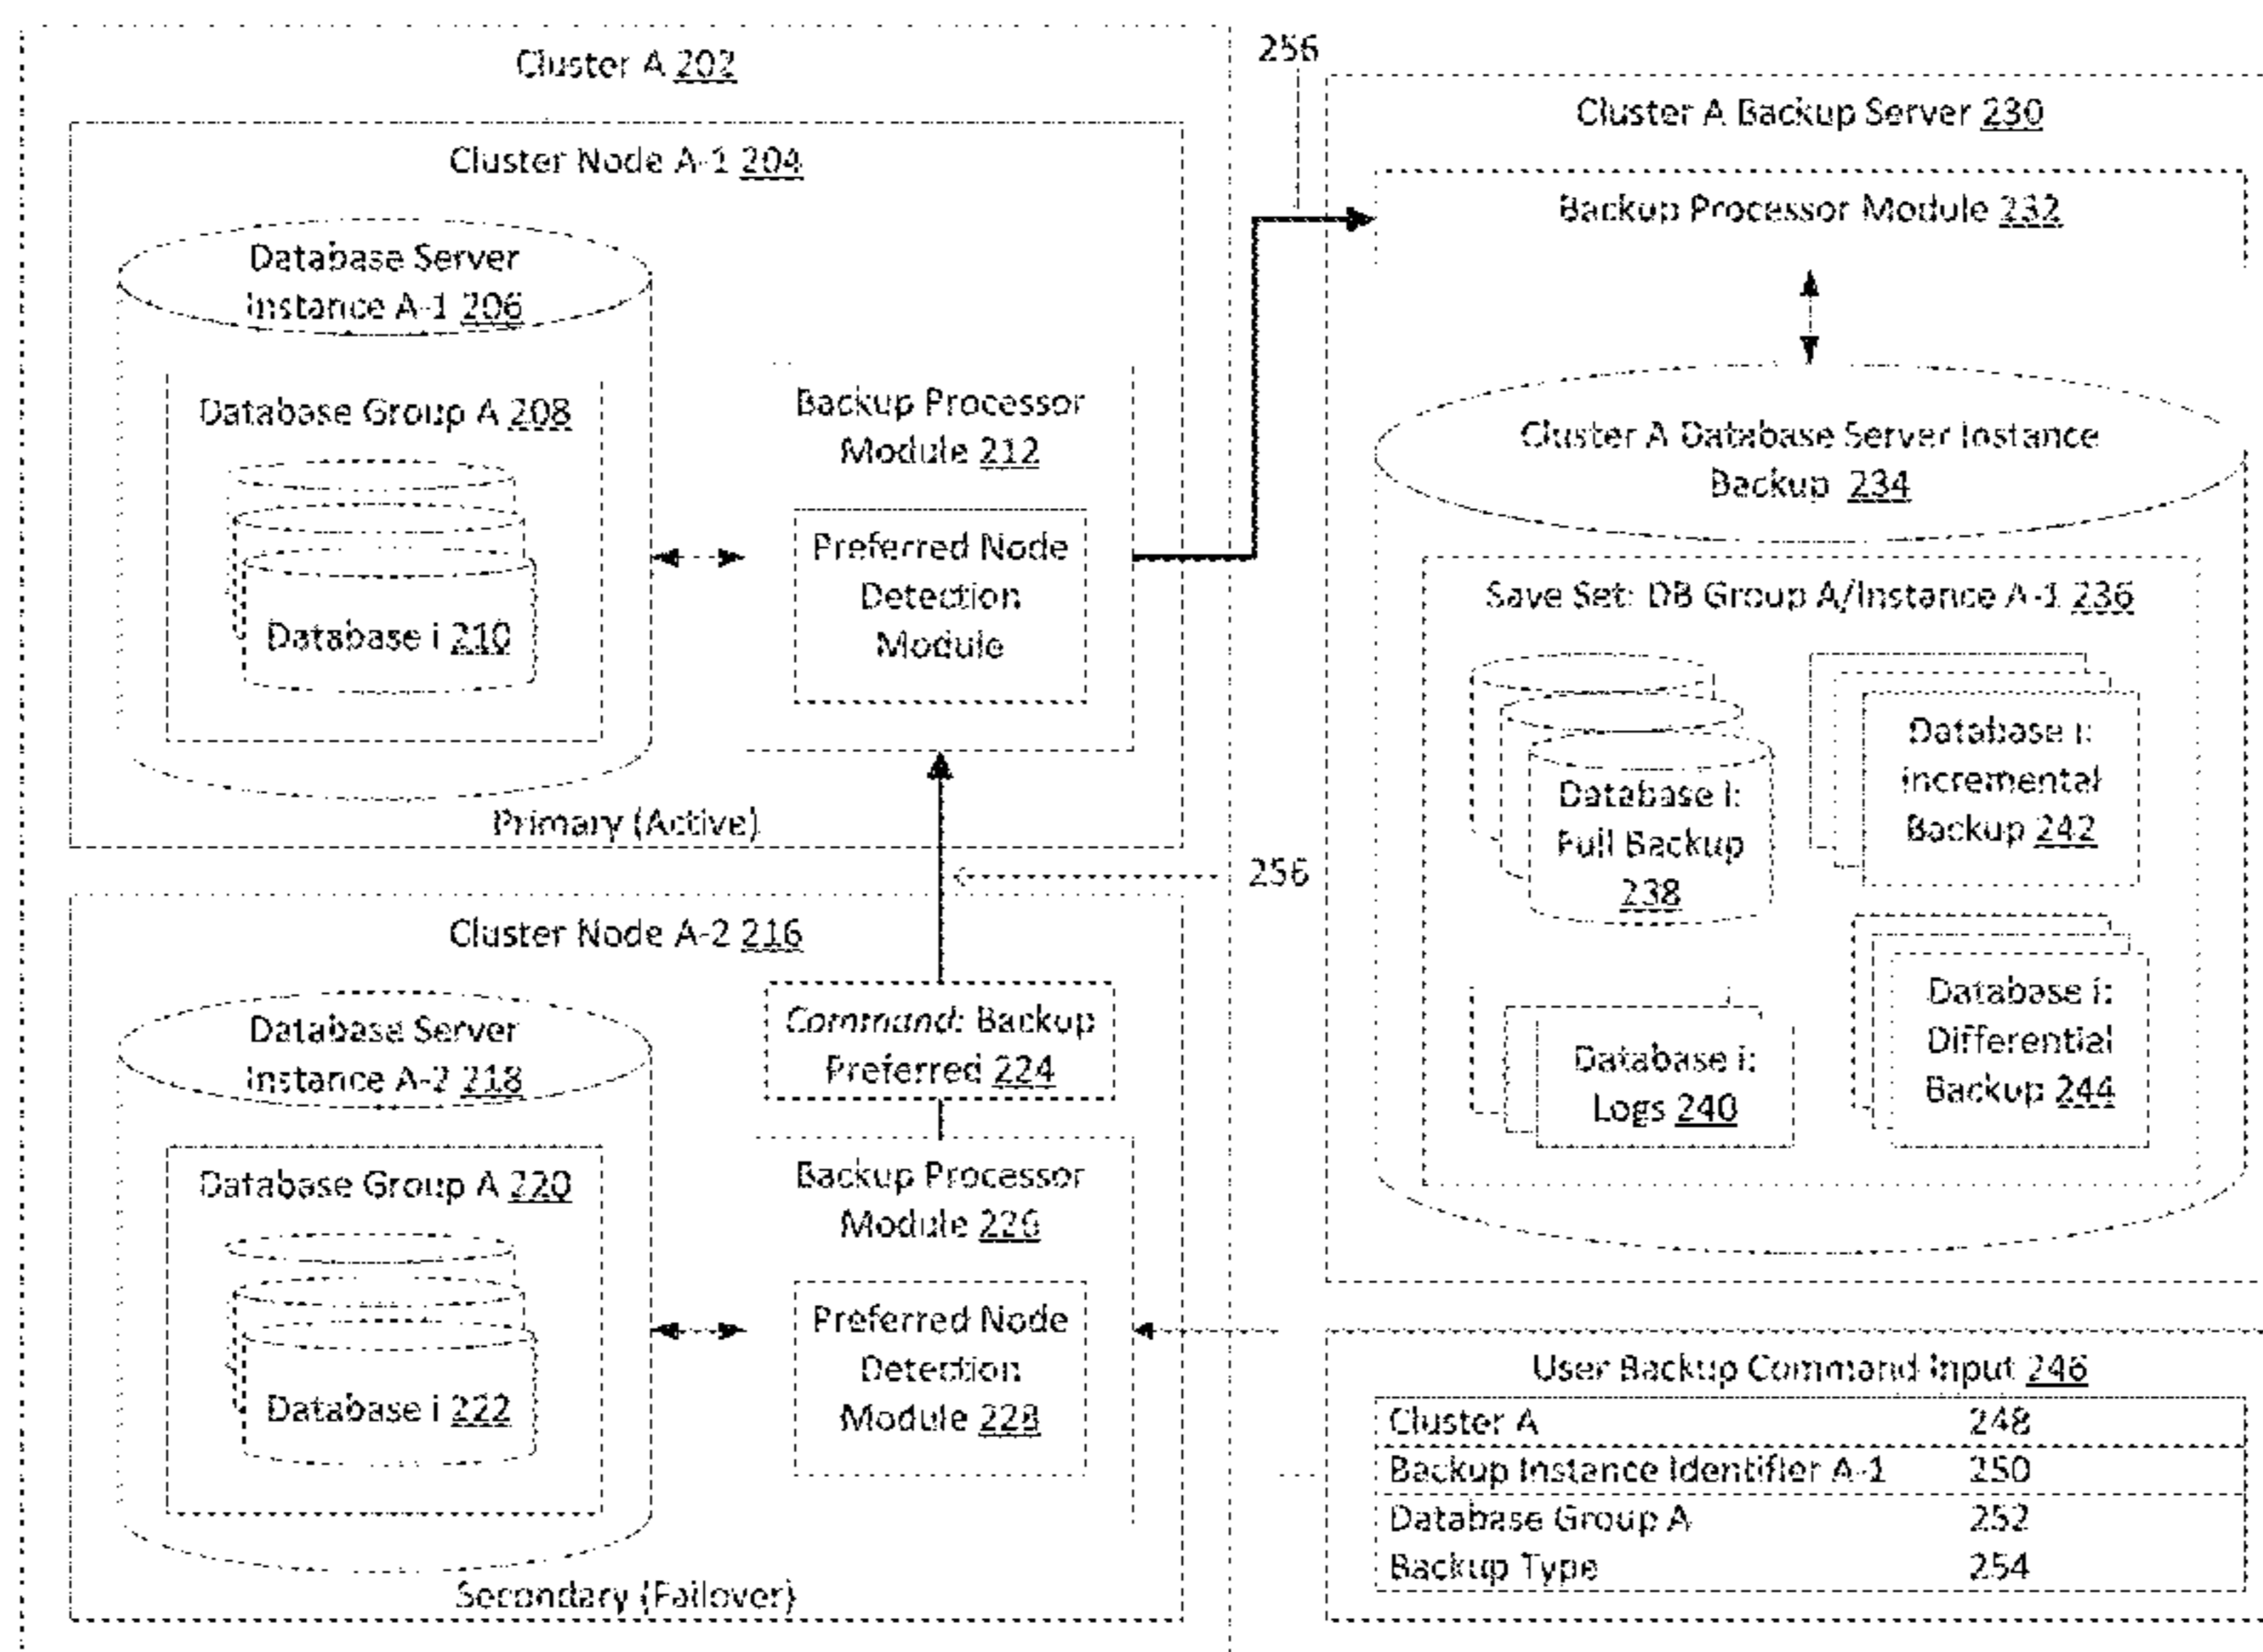 Cluster A 202
Cluster Node A-1 204
Database Server
Instance A-1 206
Database Group A 208
Database i 210
Backup Processor
Module 212
Preferred Node
Detection
Module
Primary (Active)
256
256
Cluster Node A-2 216
Database Server
Instance A-2 218
Database Group A 220
Database i 222
Command: Backup
Preferred 224
Backup Processor
Module 226
Preferred Node
Detection
Module 228
Secondary (Failover)
Cluster A Backup Server 230
Backup Processor Module 232
Cluster A Database Server Instance
Backup 234
Save Set: DB Group A/Instance A-1 236
Database i:
Full Backup
238
Database i:
incremental
Backup 242
Database i:
Logs 240
Database i:
Differential
Backup 244
User Backup Command Input 246
Cluster A 248
Backup Instance Identifier A-1 250
Database Group A 252
Backup Type 254